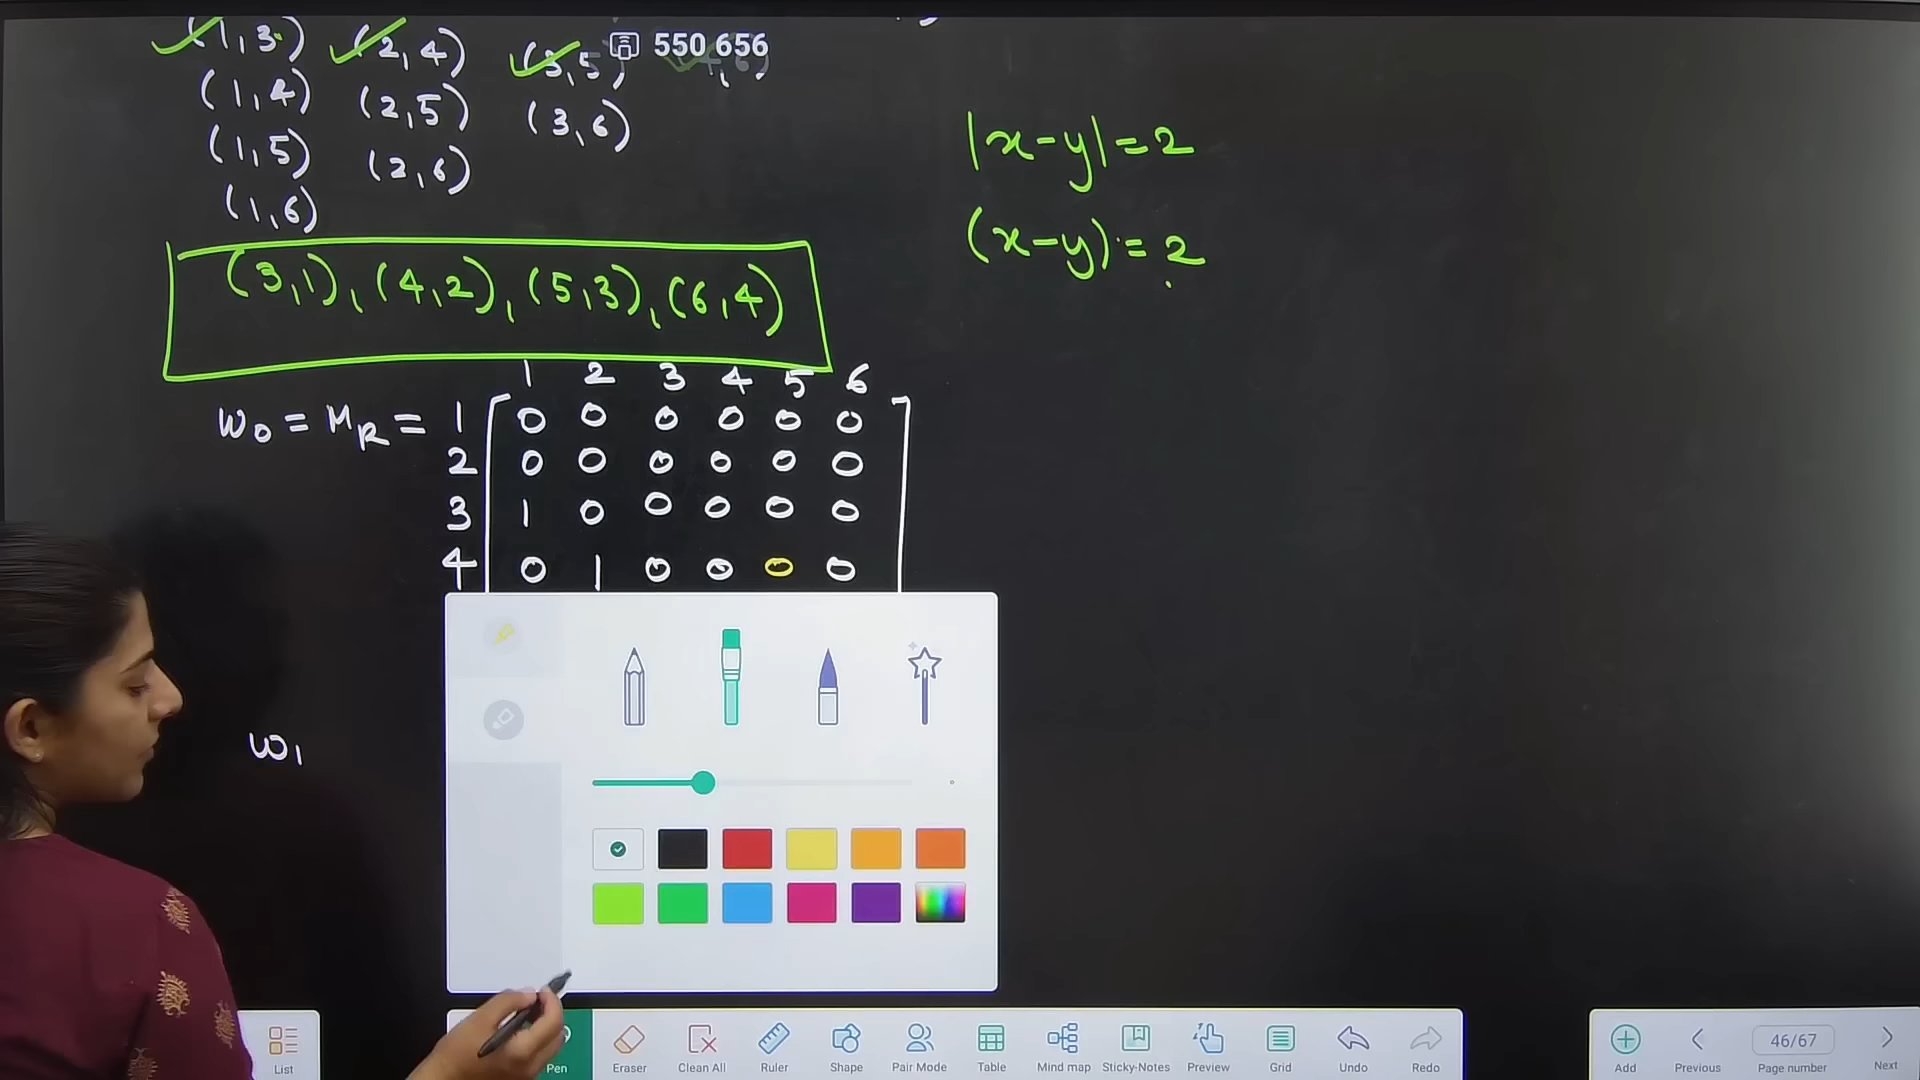 (1,3) (2,4) (3,5) 550 656
(1,4) (2,5) (3,6)
(1,5) (2,6)
(1,6)
|x-y|=2
(x-y)=2
(3,1), (4,2), (5,3), (6,4)
1 2 3 4 5 6
W0 = MR = 1 0 0 0 0 0 0
2 0 0 0 0 0 0
3 1 0 0 0 0 0
4 0 1 0 0 0 0
W1
List
Pen Eraser Clean All Ruler Shape Pair Mode Table Mind map Sticky-Notes Preview Grid Undo Redo
Add Previous 46/67 Page number Next